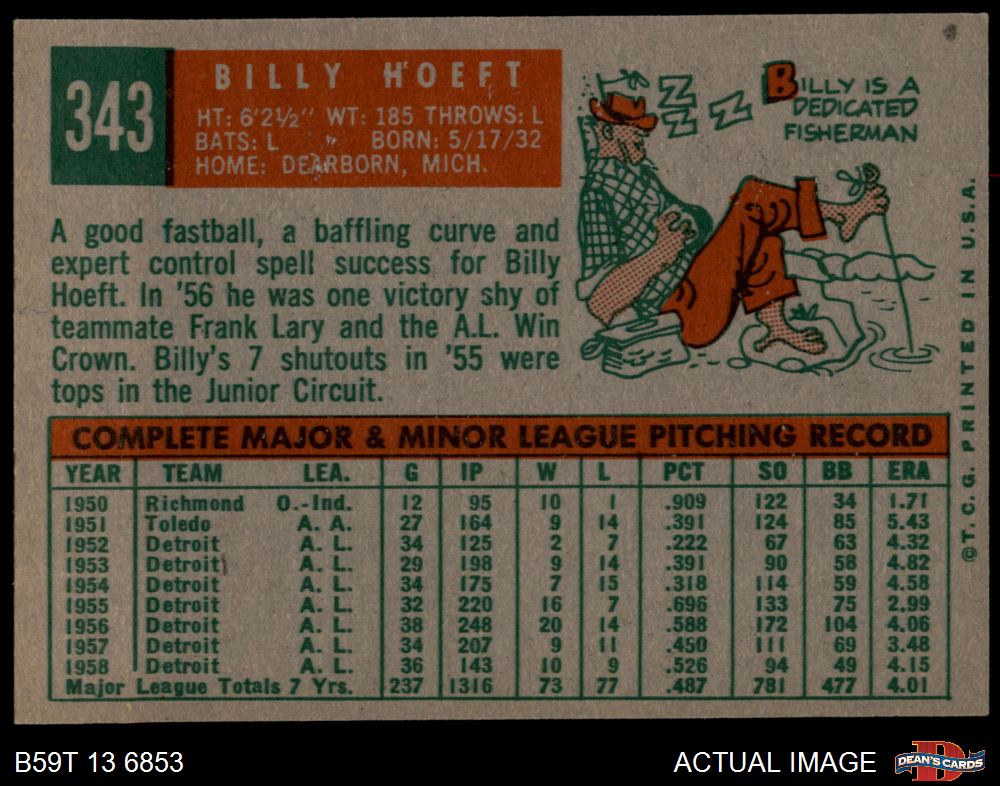 343
BILLY HOEFT
HT: 6'2½" WT: 185 THROWS: L
BATS: L BORN: 5/17/32
HOME: DEARBORN, MICH.
Z Z Z Z
BILLY IS A
DEDICATED
FISHERMAN
A good fastball, a baffling curve and
expert control spell success for Billy
Hoeft. In '56 he was one victory shy of
teammate Frank Lary and the A.L. Win
Crown. Billy's 7 shutouts in '55 were
tops in the Junior Circuit.
COMPLETE MAJOR & MINOR LEAGUE PITCHING RECORD
YEAR TEAM LEA. G IP W L PCT SO BB ERA
1950 Richmond O.-Ind. 12 95 10 1 .909 122 34 1.71
1951 Toledo A. A. 27 164 9 14 .391 124 85 5.43
1952 Detroit A. L. 34 125 2 7 .222 67 63 4.32
1953 Detroit A. L. 29 198 9 14 .391 90 58 4.82
1954 Detroit A. L. 34 175 7 15 .318 114 59 4.58
1955 Detroit A. L. 32 220 16 7 .696 133 75 2.99
1956 Detroit A. L. 38 248 20 14 .588 172 104 4.06
1957 Detroit A. L. 34 207 9 11 .450 111 69 3.48
1958 Detroit A. L. 36 143 10 9 .526 94 49 4.15
Major League Totals 7 Yrs. 237 1316 73 77 .487 781 477 4.01
©T. C. G. PRINTED IN U.S.A.
B59T 13 6853
ACTUAL IMAGE
D
DEAN'S CARDS